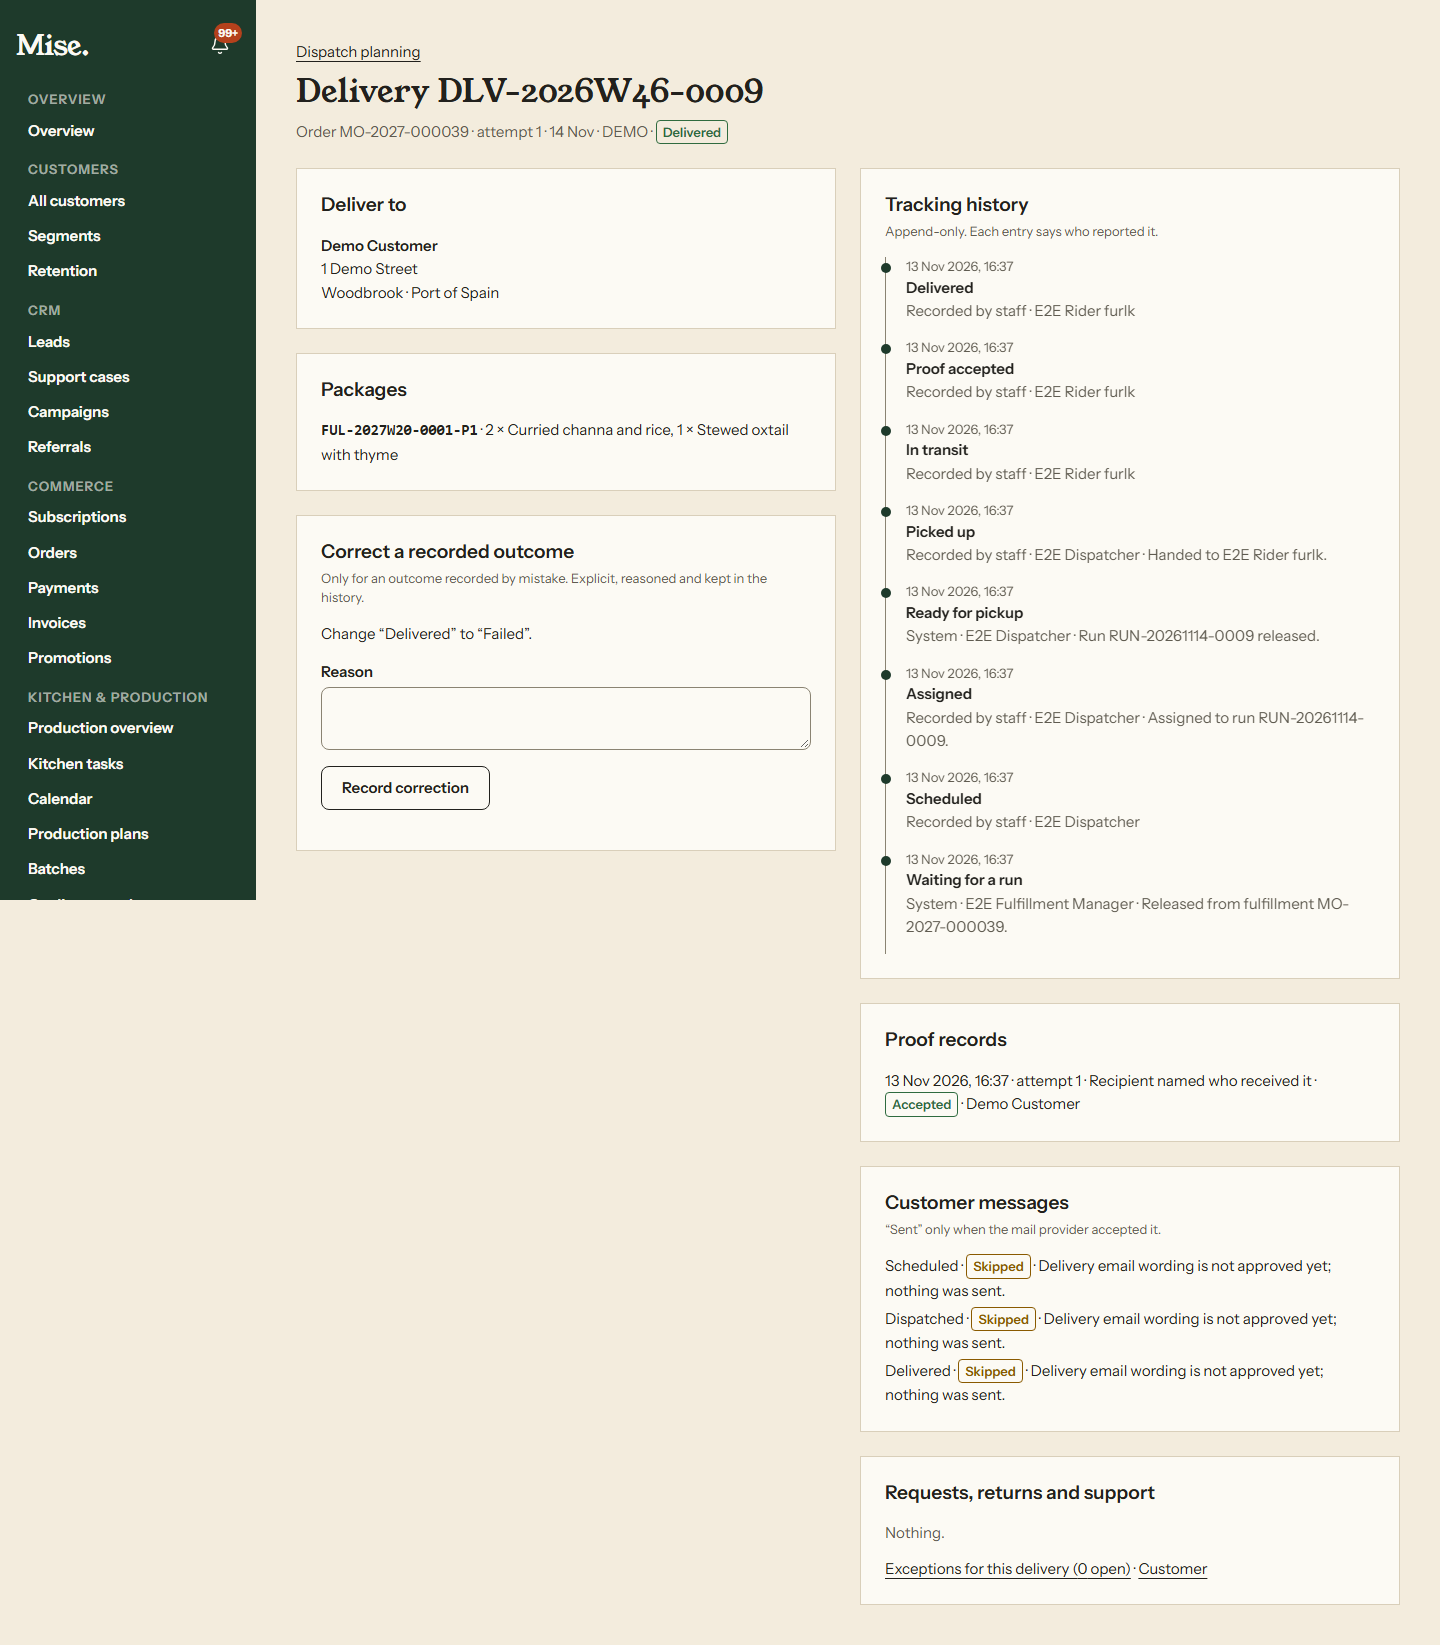 Mise.
99+
OVERVIEW
Overview
CUSTOMERS
All customers
Segments
Retention
CRM
Leads
Support cases
Campaigns
Referrals
COMMERCE
Subscriptions
Orders
Payments
Invoices
Promotions
KITCHEN & PRODUCTION
Production overview
Kitchen tasks
Calendar
Production plans
Batches
Dispatch planning
Delivery DLV-2026W46-0009
Order MO-2027-000039 · attempt 1 · 14 Nov · DEMO · Delivered
Deliver to
Demo Customer
1 Demo Street
Woodbrook · Port of Spain
Packages
FUL-2027W20-0001-P1 · 2 × Curried channa and rice, 1 × Stewed oxtail
with thyme
Correct a recorded outcome
Only for an outcome recorded by mistake. Explicit, reasoned and kept in the
history.
Change “Delivered” to “Failed”.
Reason
Record correction
Tracking history
Append-only. Each entry says who reported it.
13 Nov 2026, 16:37
Delivered
Recorded by staff · E2E Rider furlk
13 Nov 2026, 16:37
Proof accepted
Recorded by staff · E2E Rider furlk
13 Nov 2026, 16:37
In transit
Recorded by staff · E2E Rider furlk
13 Nov 2026, 16:37
Picked up
Recorded by staff · E2E Dispatcher · Handed to E2E Rider furlk.
13 Nov 2026, 16:37
Ready for pickup
System · E2E Dispatcher · Run RUN-20261114-0009 released.
13 Nov 2026, 16:37
Assigned
Recorded by staff · E2E Dispatcher · Assigned to run RUN-20261114-
0009.
13 Nov 2026, 16:37
Scheduled
Recorded by staff · E2E Dispatcher
13 Nov 2026, 16:37
Waiting for a run
System · E2E Fulfillment Manager · Released from fulfillment MO-
2027-000039.
Proof records
13 Nov 2026, 16:37 · attempt 1 · Recipient named who received it ·
Accepted · Demo Customer
Customer messages
“Sent” only when the mail provider accepted it.
Scheduled · Skipped · Delivery email wording is not approved yet;
nothing was sent.
Dispatched · Skipped · Delivery email wording is not approved yet;
nothing was sent.
Delivered · Skipped · Delivery email wording is not approved yet;
nothing was sent.
Requests, returns and support
Nothing.
Exceptions for this delivery (0 open) · Customer